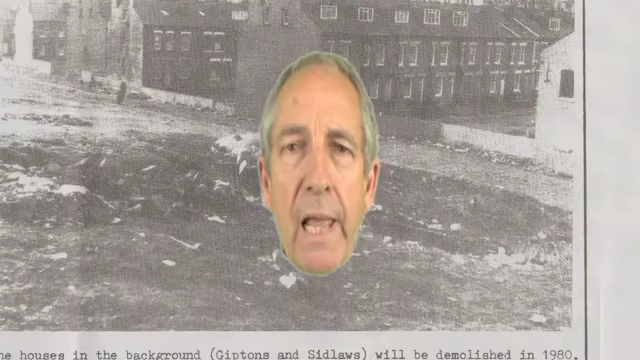 he houses in the background (Giptons and Sidlaws) will be demolished in 1980.